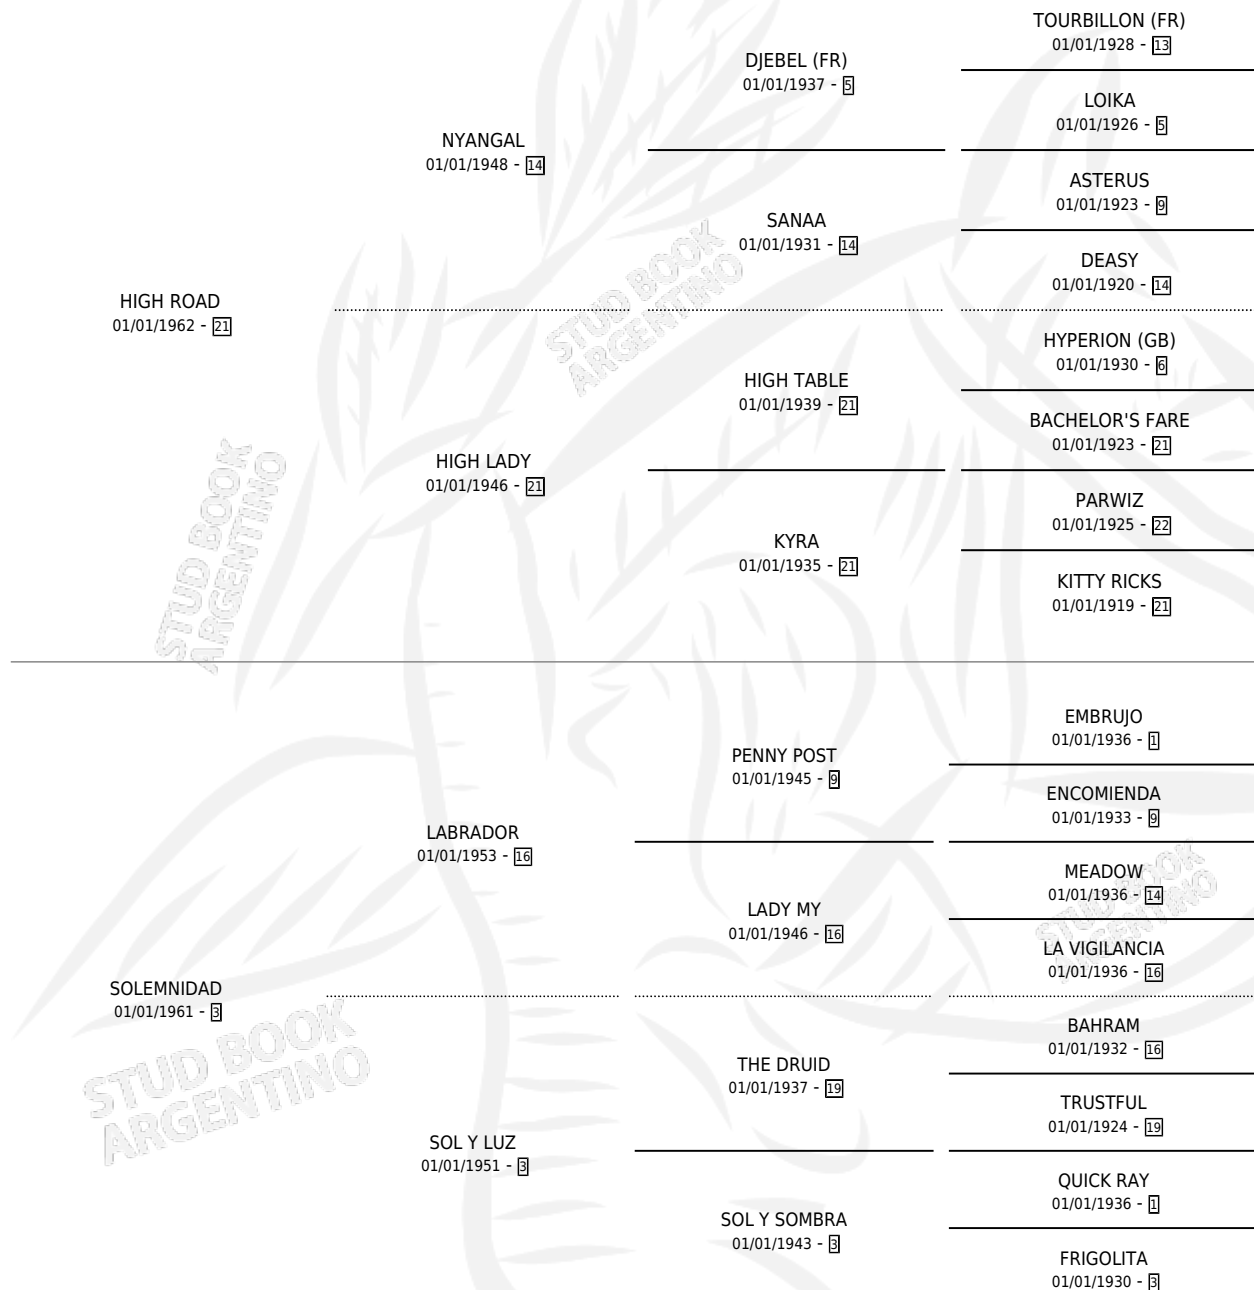 TOURBILLON (FR)
01/01/1928 - 13
DJEBEL (FR)
01/01/1937 - 5
LOIKA
01/01/1926 - 5
NYANGAL
01/01/1948 - 14
ASTERUS
01/01/1923 - 9
SANAA
01/01/1931 - 14
DEASY
01/01/1920 - 14
HIGH ROAD
01/01/1962 - 21
HYPERION (GB)
01/01/1930 - 6
HIGH TABLE
01/01/1939 - 21
BACHELOR'S FARE
01/01/1923 - 21
HIGH LADY
01/01/1946 - 21
PARWIZ
01/01/1925 - 22
KYRA
01/01/1935 - 21
KITTY RICKS
01/01/1919 - 21
EMBRUJO
01/01/1936 - 1
PENNY POST
01/01/1945 - 9
ENCOMIENDA
01/01/1933 - 9
LABRADOR
01/01/1953 - 16
MEADOW
01/01/1936 - 14
LADY MY
01/01/1946 - 16
LA VIGILANCIA
01/01/1936 - 16
SOLEMNIDAD
01/01/1961 - 3
BAHRAM
01/01/1932 - 16
THE DRUID
01/01/1937 - 19
TRUSTFUL
01/01/1924 - 19
SOL Y LUZ
01/01/1951 - 3
QUICK RAY
01/01/1936 - 1
SOL Y SOMBRA
01/01/1943 - 3
FRIGOLITA
01/01/1930 - 3
STUD BOOK
ARGENTINO
STUD BOOK
ARGENTINO
STUD BOOK
ARGENTINO
STUD BOOK
ARGENTINO